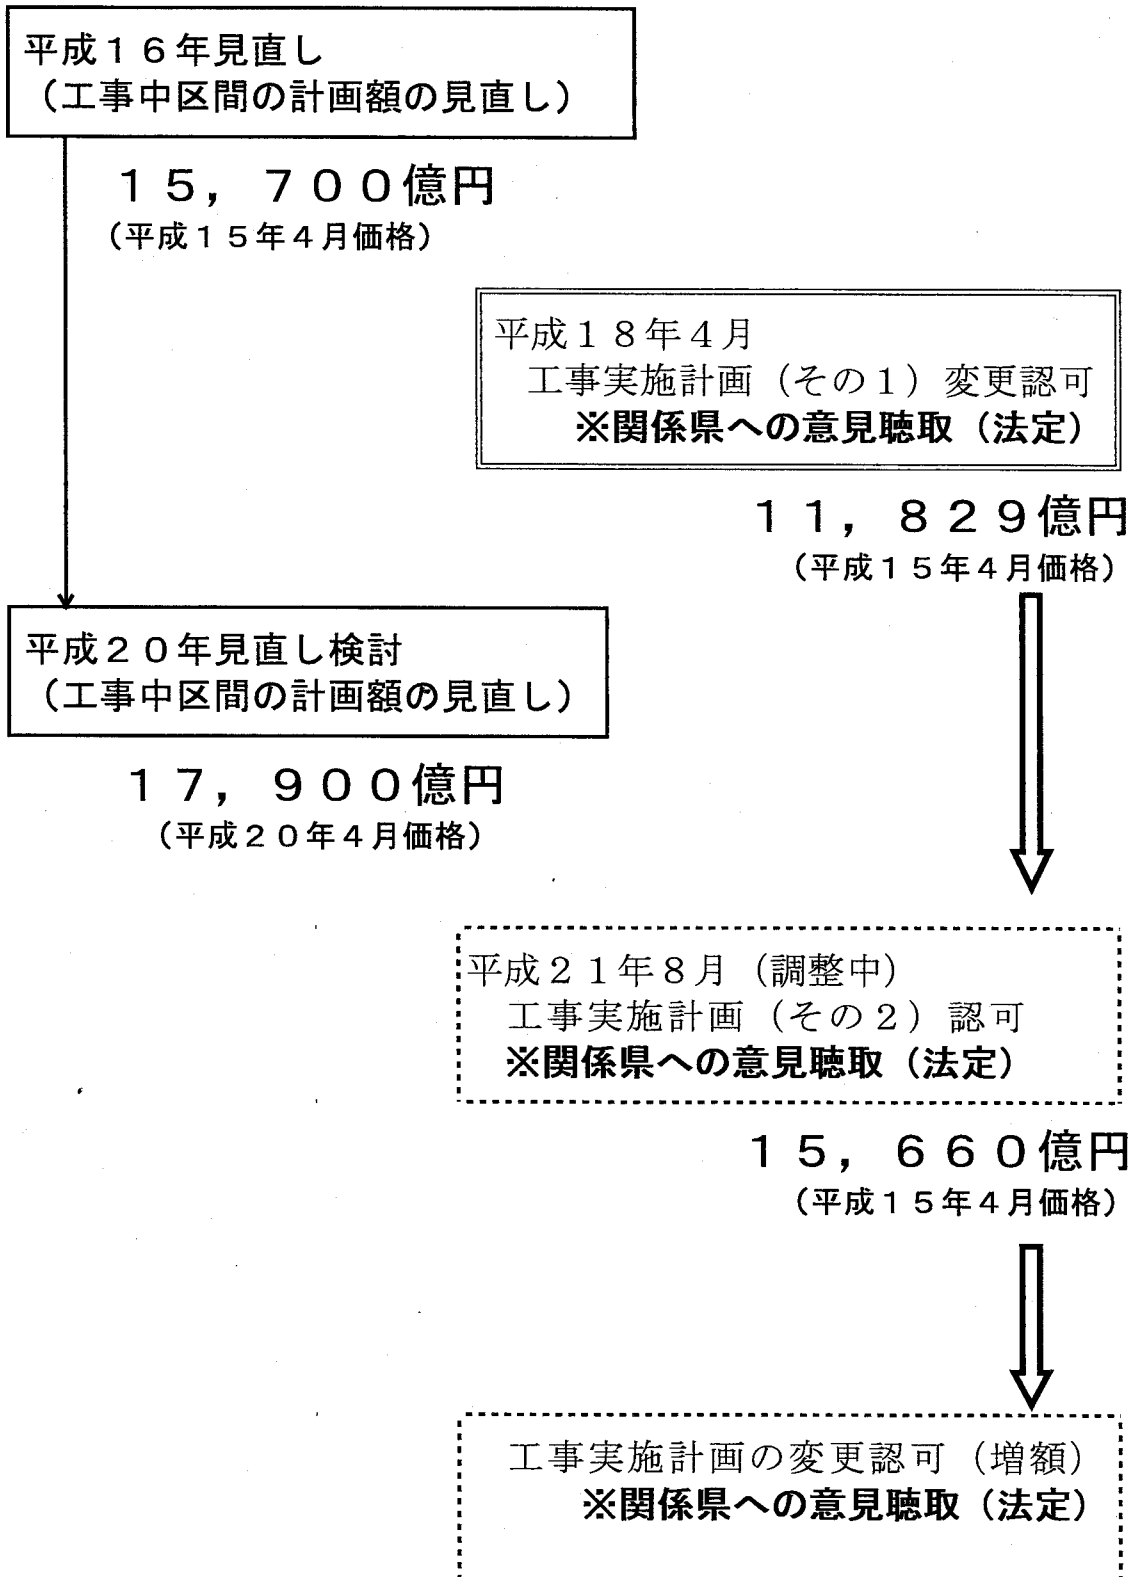 平成１６年見直し
（工事中区間の計画額の見直し）
１５，７００億円
（平成１５年４月価格）
平成１８年４月
工事実施計画（その１）変更認可
※関係県への意見聴取（法定）
１１，８２９億円
（平成１５年４月価格）
平成２０年見直し検討
（工事中区間の計画額の見直し）
１７，９００億円
（平成２０年４月価格）
平成２１年８月（調整中）
工事実施計画（その２）認可
※関係県への意見聴取（法定）
１５，６６０億円
（平成１５年４月価格）
工事実施計画の変更認可（増額）
※関係県への意見聴取（法定）